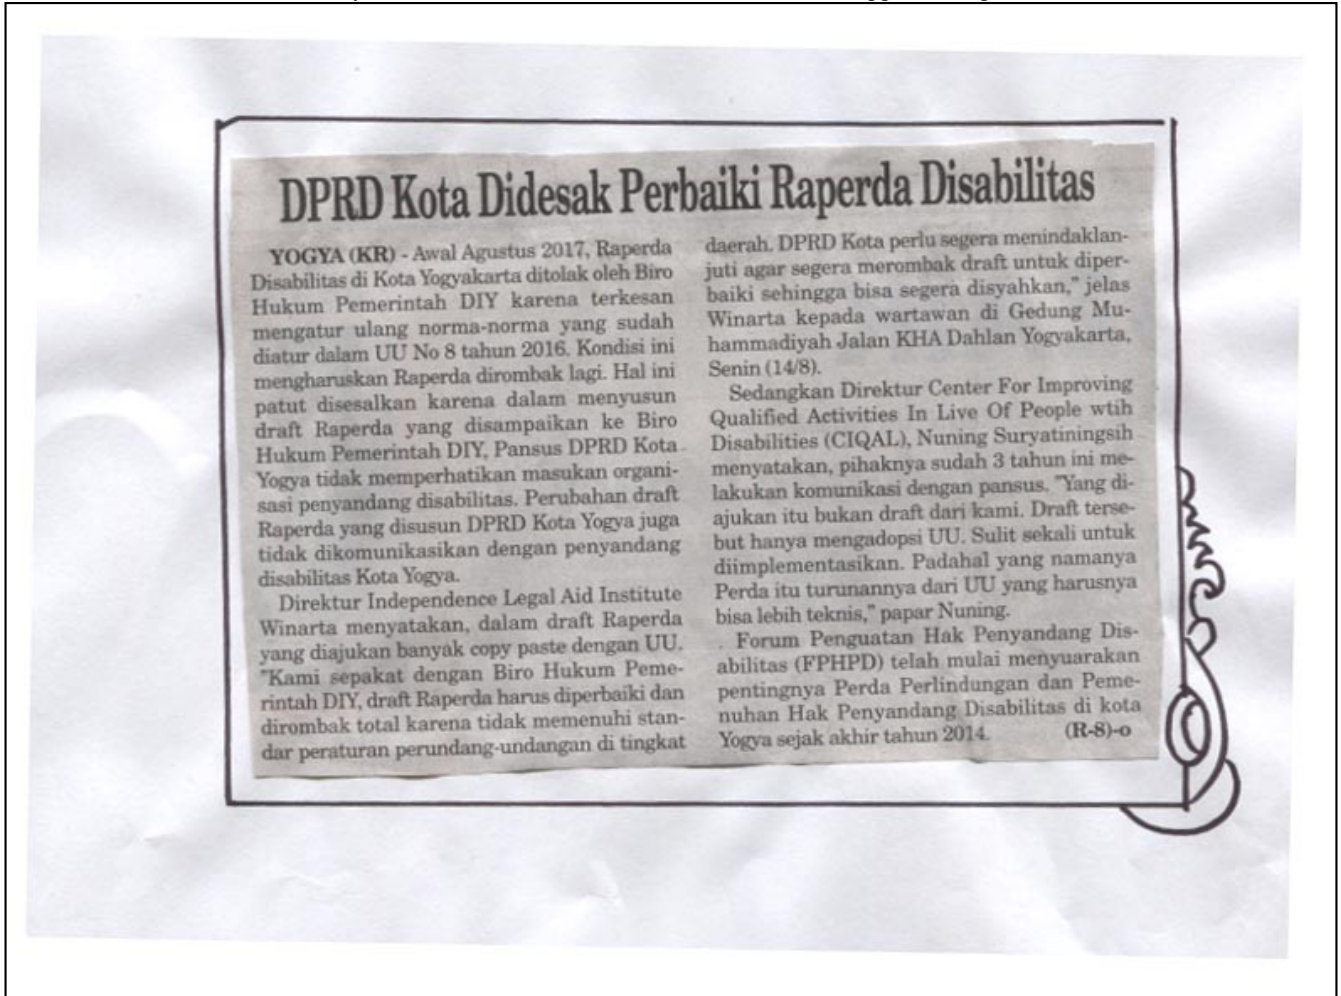 DPRD Kota Didesak Perbaiki Raperda Disabilitas
YOGYA (KR) - Awal Agustus 2017, Raperda
Disabilitas di Kota Yogyakarta ditolak oleh Biro
Hukum Pemerintah DIY karena terkesan
mengatur ulang norma-norma yang sudah
diatur dalam UU No 8 tahun 2016. Kondisi ini
mengharuskan Raperda dirombak lagi. Hal ini
patut disesalkan karena dalam menyusun
draft Raperda yang disampaikan ke Biro
Hukum Pemerintah DIY, Pansus DPRD Kota
Yogya tidak memperhatikan masukan organi-
sasi penyandang disabilitas. Perubahan draft
Raperda yang disusun DPRD Kota Yogya juga
tidak dikomunikasikan dengan penyandang
disabilitas Kota Yogya.
Direktur Independence Legal Aid Institute
Winarta menyatakan, dalam draft Raperda
yang diajukan banyak copy paste dengan UU.
"Kami sepakat dengan Biro Hukum Peme-
rintah DIY, draft Raperda harus diperbaiki dan
dirombak total karena tidak memenuhi stan-
dar peraturan perundang-undangan di tingkat
daerah. DPRD Kota perlu segera menindaklan-
juti agar segera merombak draft untuk diper-
baiki sehingga bisa segera disyahkan," jelas
Winarta kepada wartawan di Gedung Mu-
hammadiyah Jalan KHA Dahlan Yogyakarta,
Senin (14/8).
Sedangkan Direktur Center For Improving
Qualified Activities In Live Of People wtih
Disabilities (CIQAL), Nuning Suryatiningsih
menyatakan, pihaknya sudah 3 tahun ini me-
lakukan komunikasi dengan pansus. "Yang di-
ajukan itu bukan draft dari kami. Draft terse-
but hanya mengadopsi UU. Sulit sekali untuk
diimplementasikan. Padahal yang namanya
Perda itu turunannya dari UU yang harusnya
bisa lebih teknis," papar Nuning.
Forum Penguatan Hak Penyandang Dis-
abilitas (FPHPD) telah mulai menyuarakan
pentingnya Perda Perlindungan dan Peme-
nuhan Hak Penyandang Disabilitas di kota
Yogya sejak akhir tahun 2014. (R-8)-o